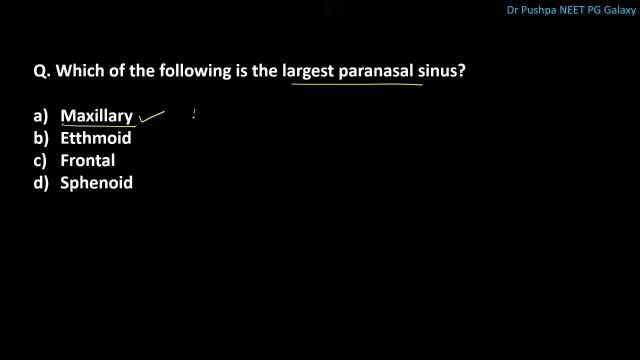 Dr Pushpa NEET PG Galaxy
Q. Which of the following is the largest paranasal sinus?
a) Maxillary
b) Etthmoid
c) Frontal
d) Sphenoid